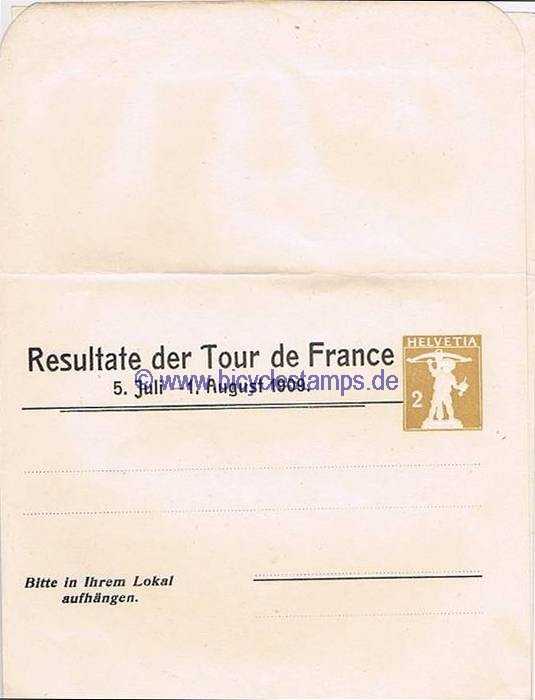 Resultate der Tour de France
HELVETIA
© www.bicyclestamps.de
5. Juli – 1. August 1909.
2
Bitte in Ihrem Lokal
aufhängen.